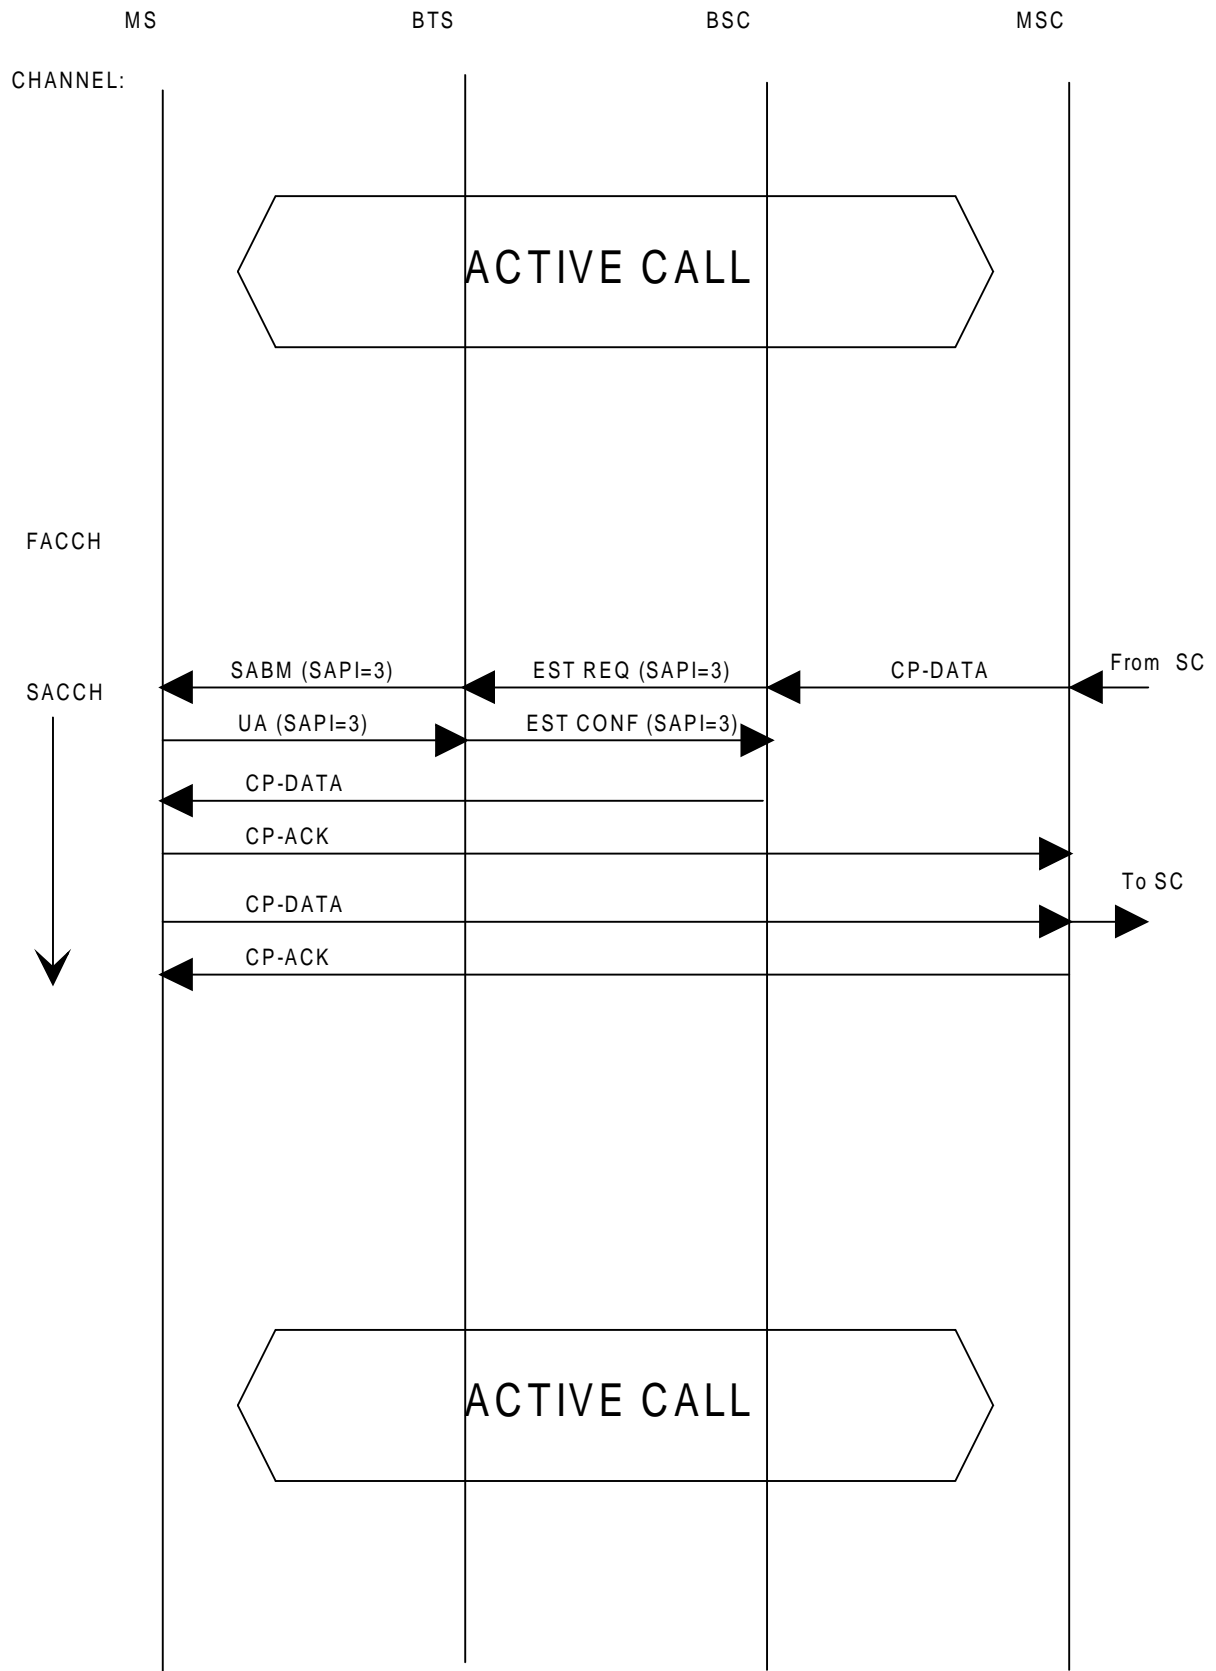 MS BTS BSC MSC
CHANNEL:
ACTIVE CALL
FACCH
SABM (SAPI=3) EST REQ (SAPI=3) CP-DATA From SC
SACCH
UA (SAPI=3) EST CONF (SAPI=3)
CP-DATA
CP-ACK
To SC
CP-DATA
CP-ACK
ACTIVE CALL